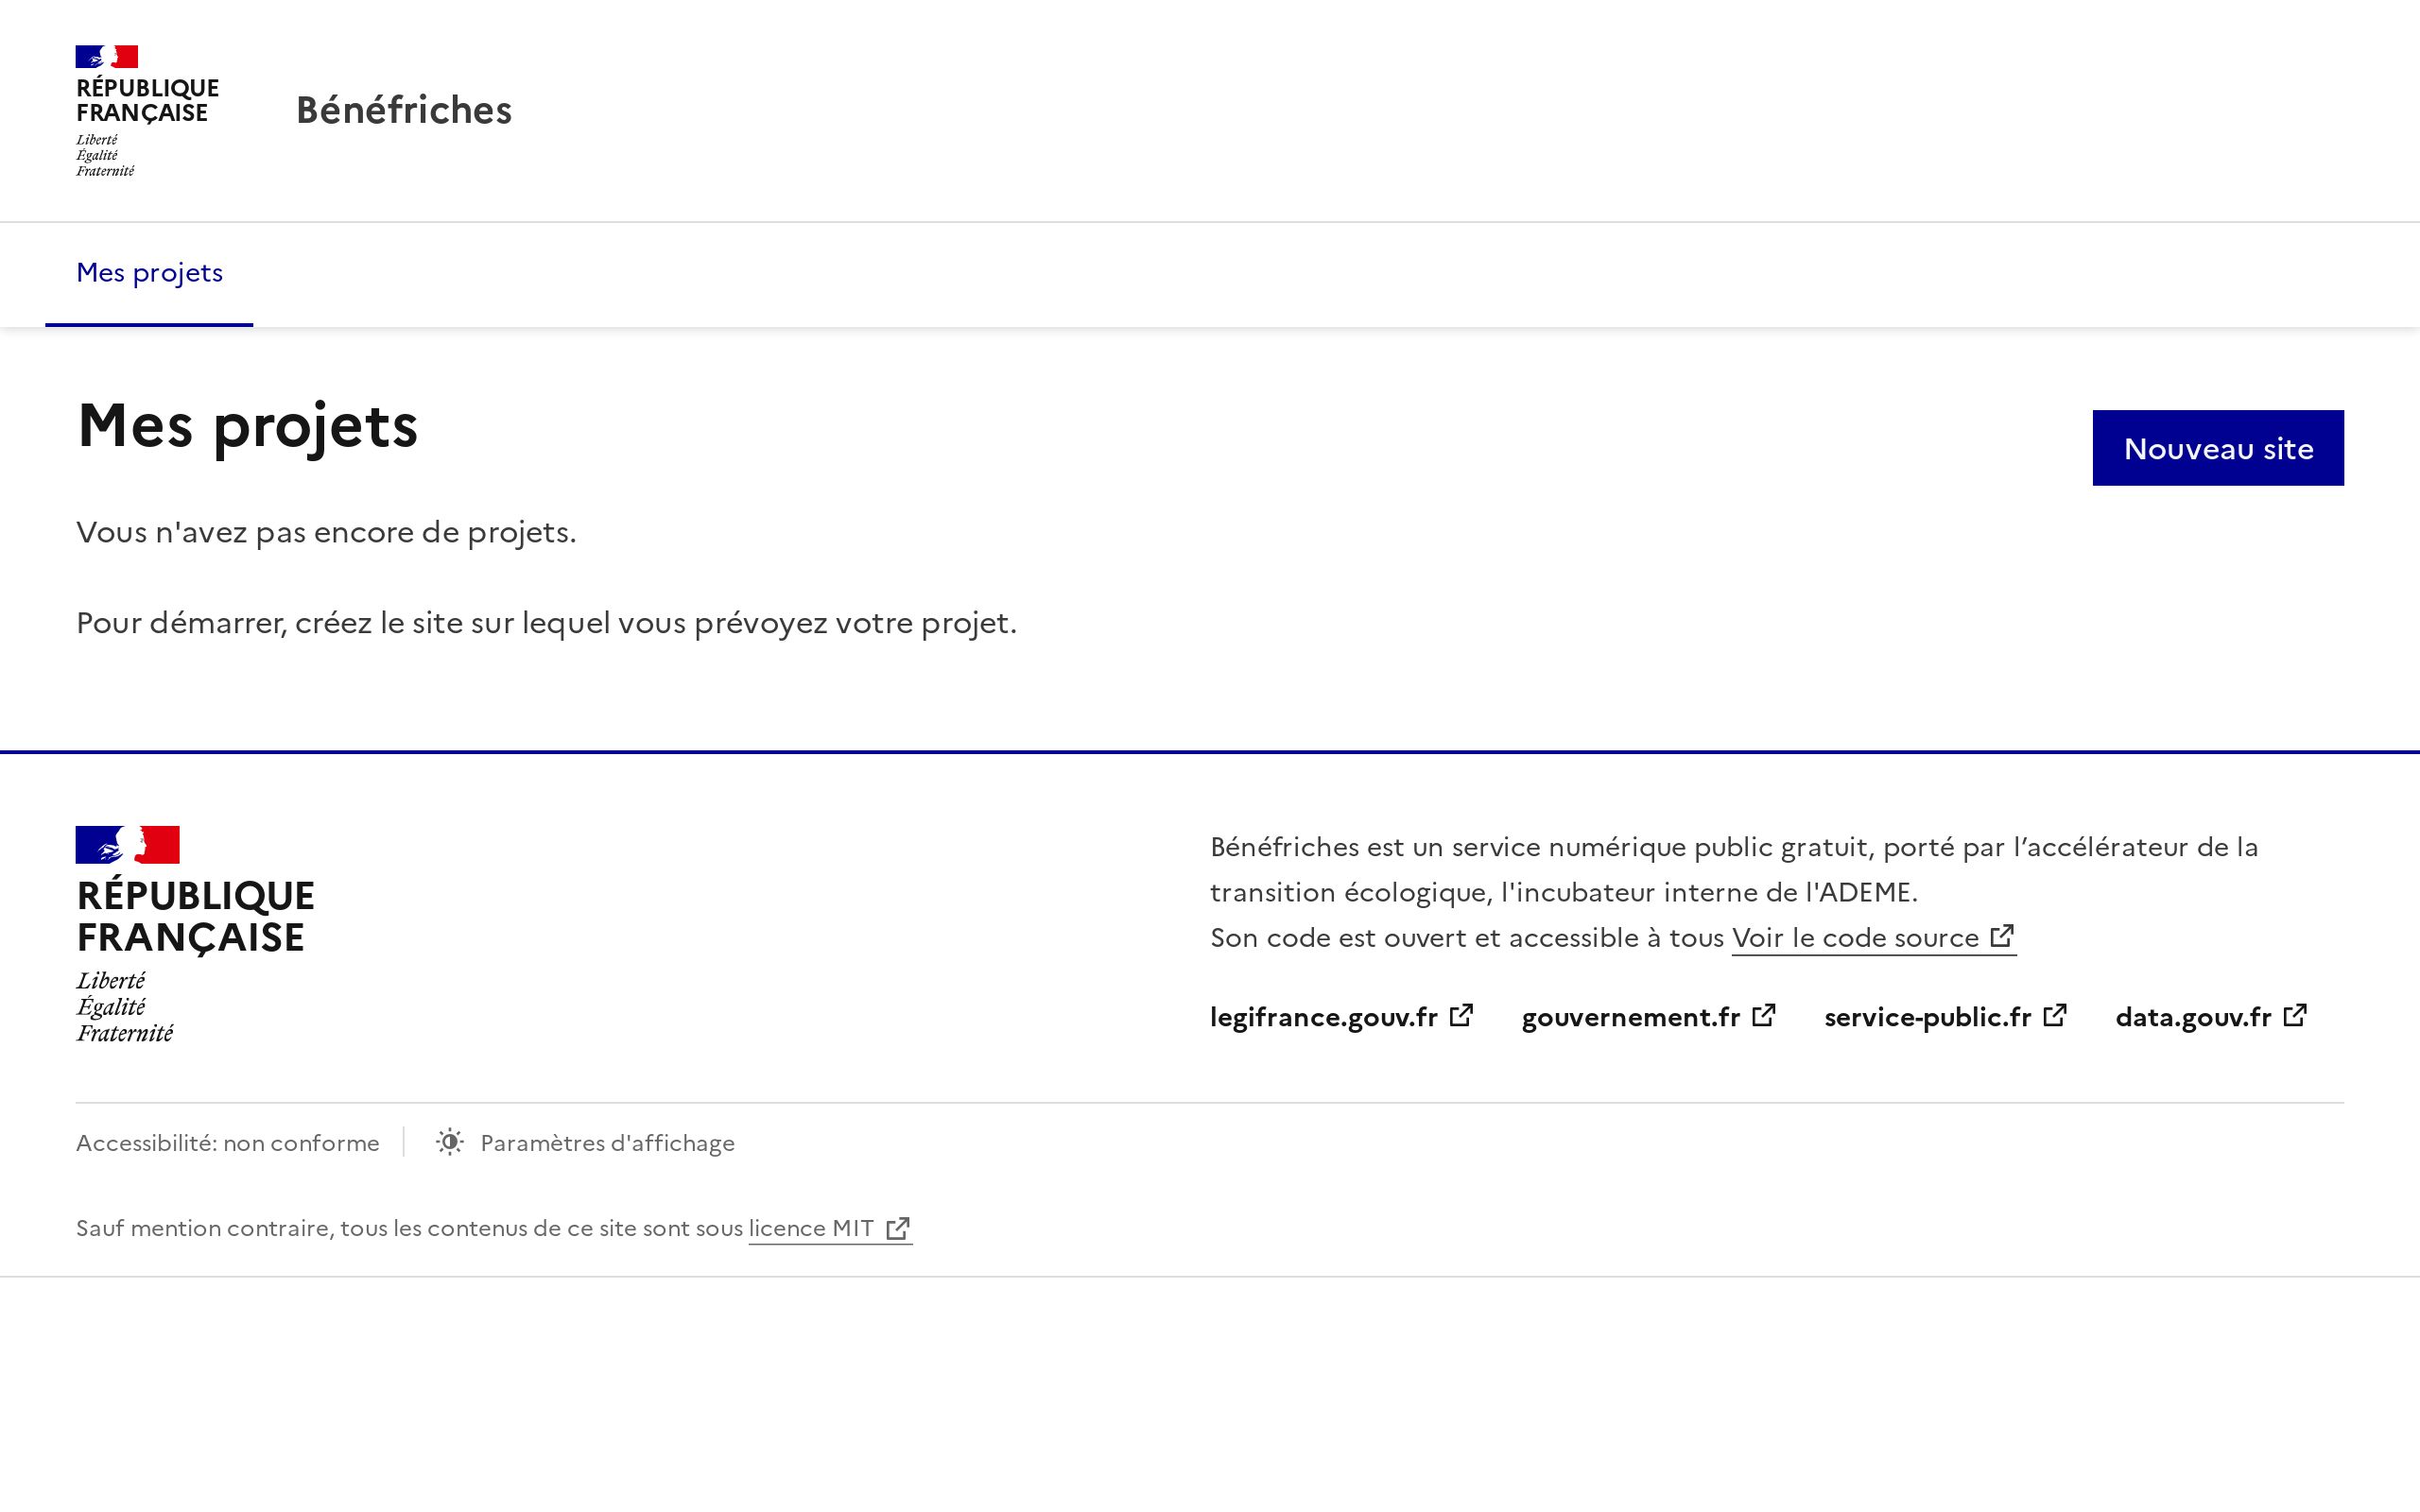 RÉPUBLIQUE
FRANÇAISE
Liberté
Égalité
Fraternité
Bénéfriches
Mes projets
Mes projets
Nouveau site
Vous n'avez pas encore de projets.
Pour démarrer, créez le site sur lequel vous prévoyez votre projet.
RÉPUBLIQUE
FRANÇAISE
Liberté
Égalité
Fraternité
Bénéfriches est un service numérique public gratuit, porté par l’accélérateur de la
transition écologique, l'incubateur interne de l'ADEME.
Son code est ouvert et accessible à tous Voir le code source
legifrance.gouv.fr gouvernement.fr service-public.fr data.gouv.fr
Accessibilité: non conforme Paramètres d'affichage
Sauf mention contraire, tous les contenus de ce site sont sous licence MIT